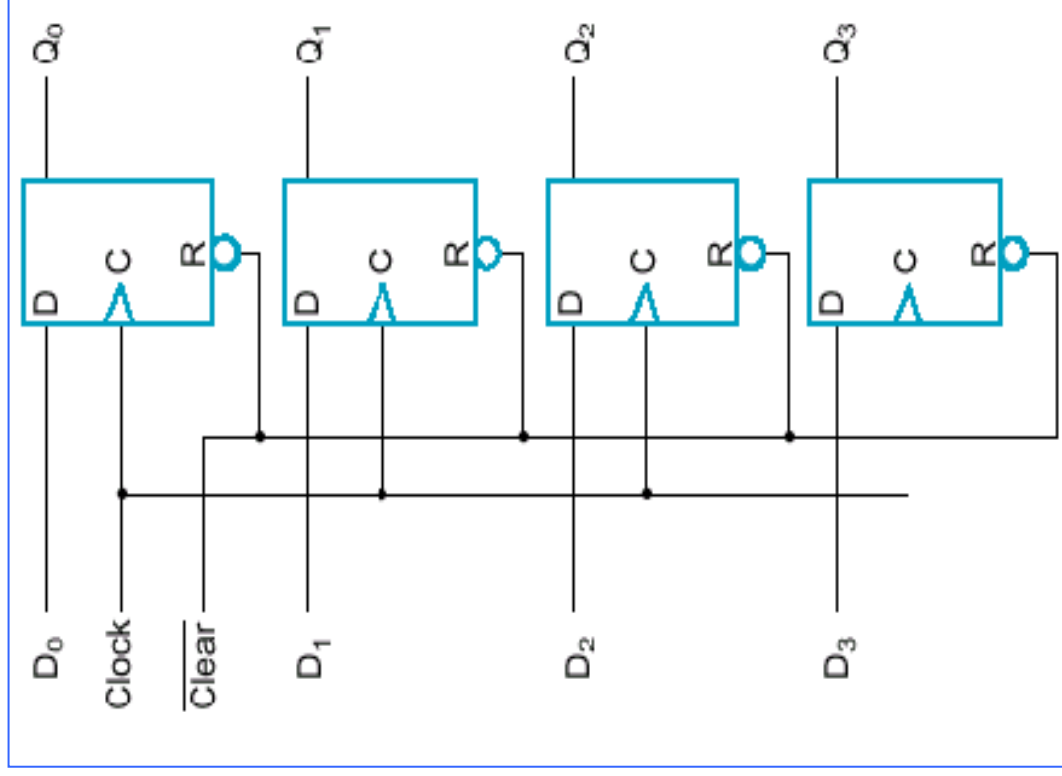 D₀ D Q₀
Clock C
Clear R
D₁ D Q₁
C
R
D₂ D Q₂
C
R
D₃ D Q₃
C
R